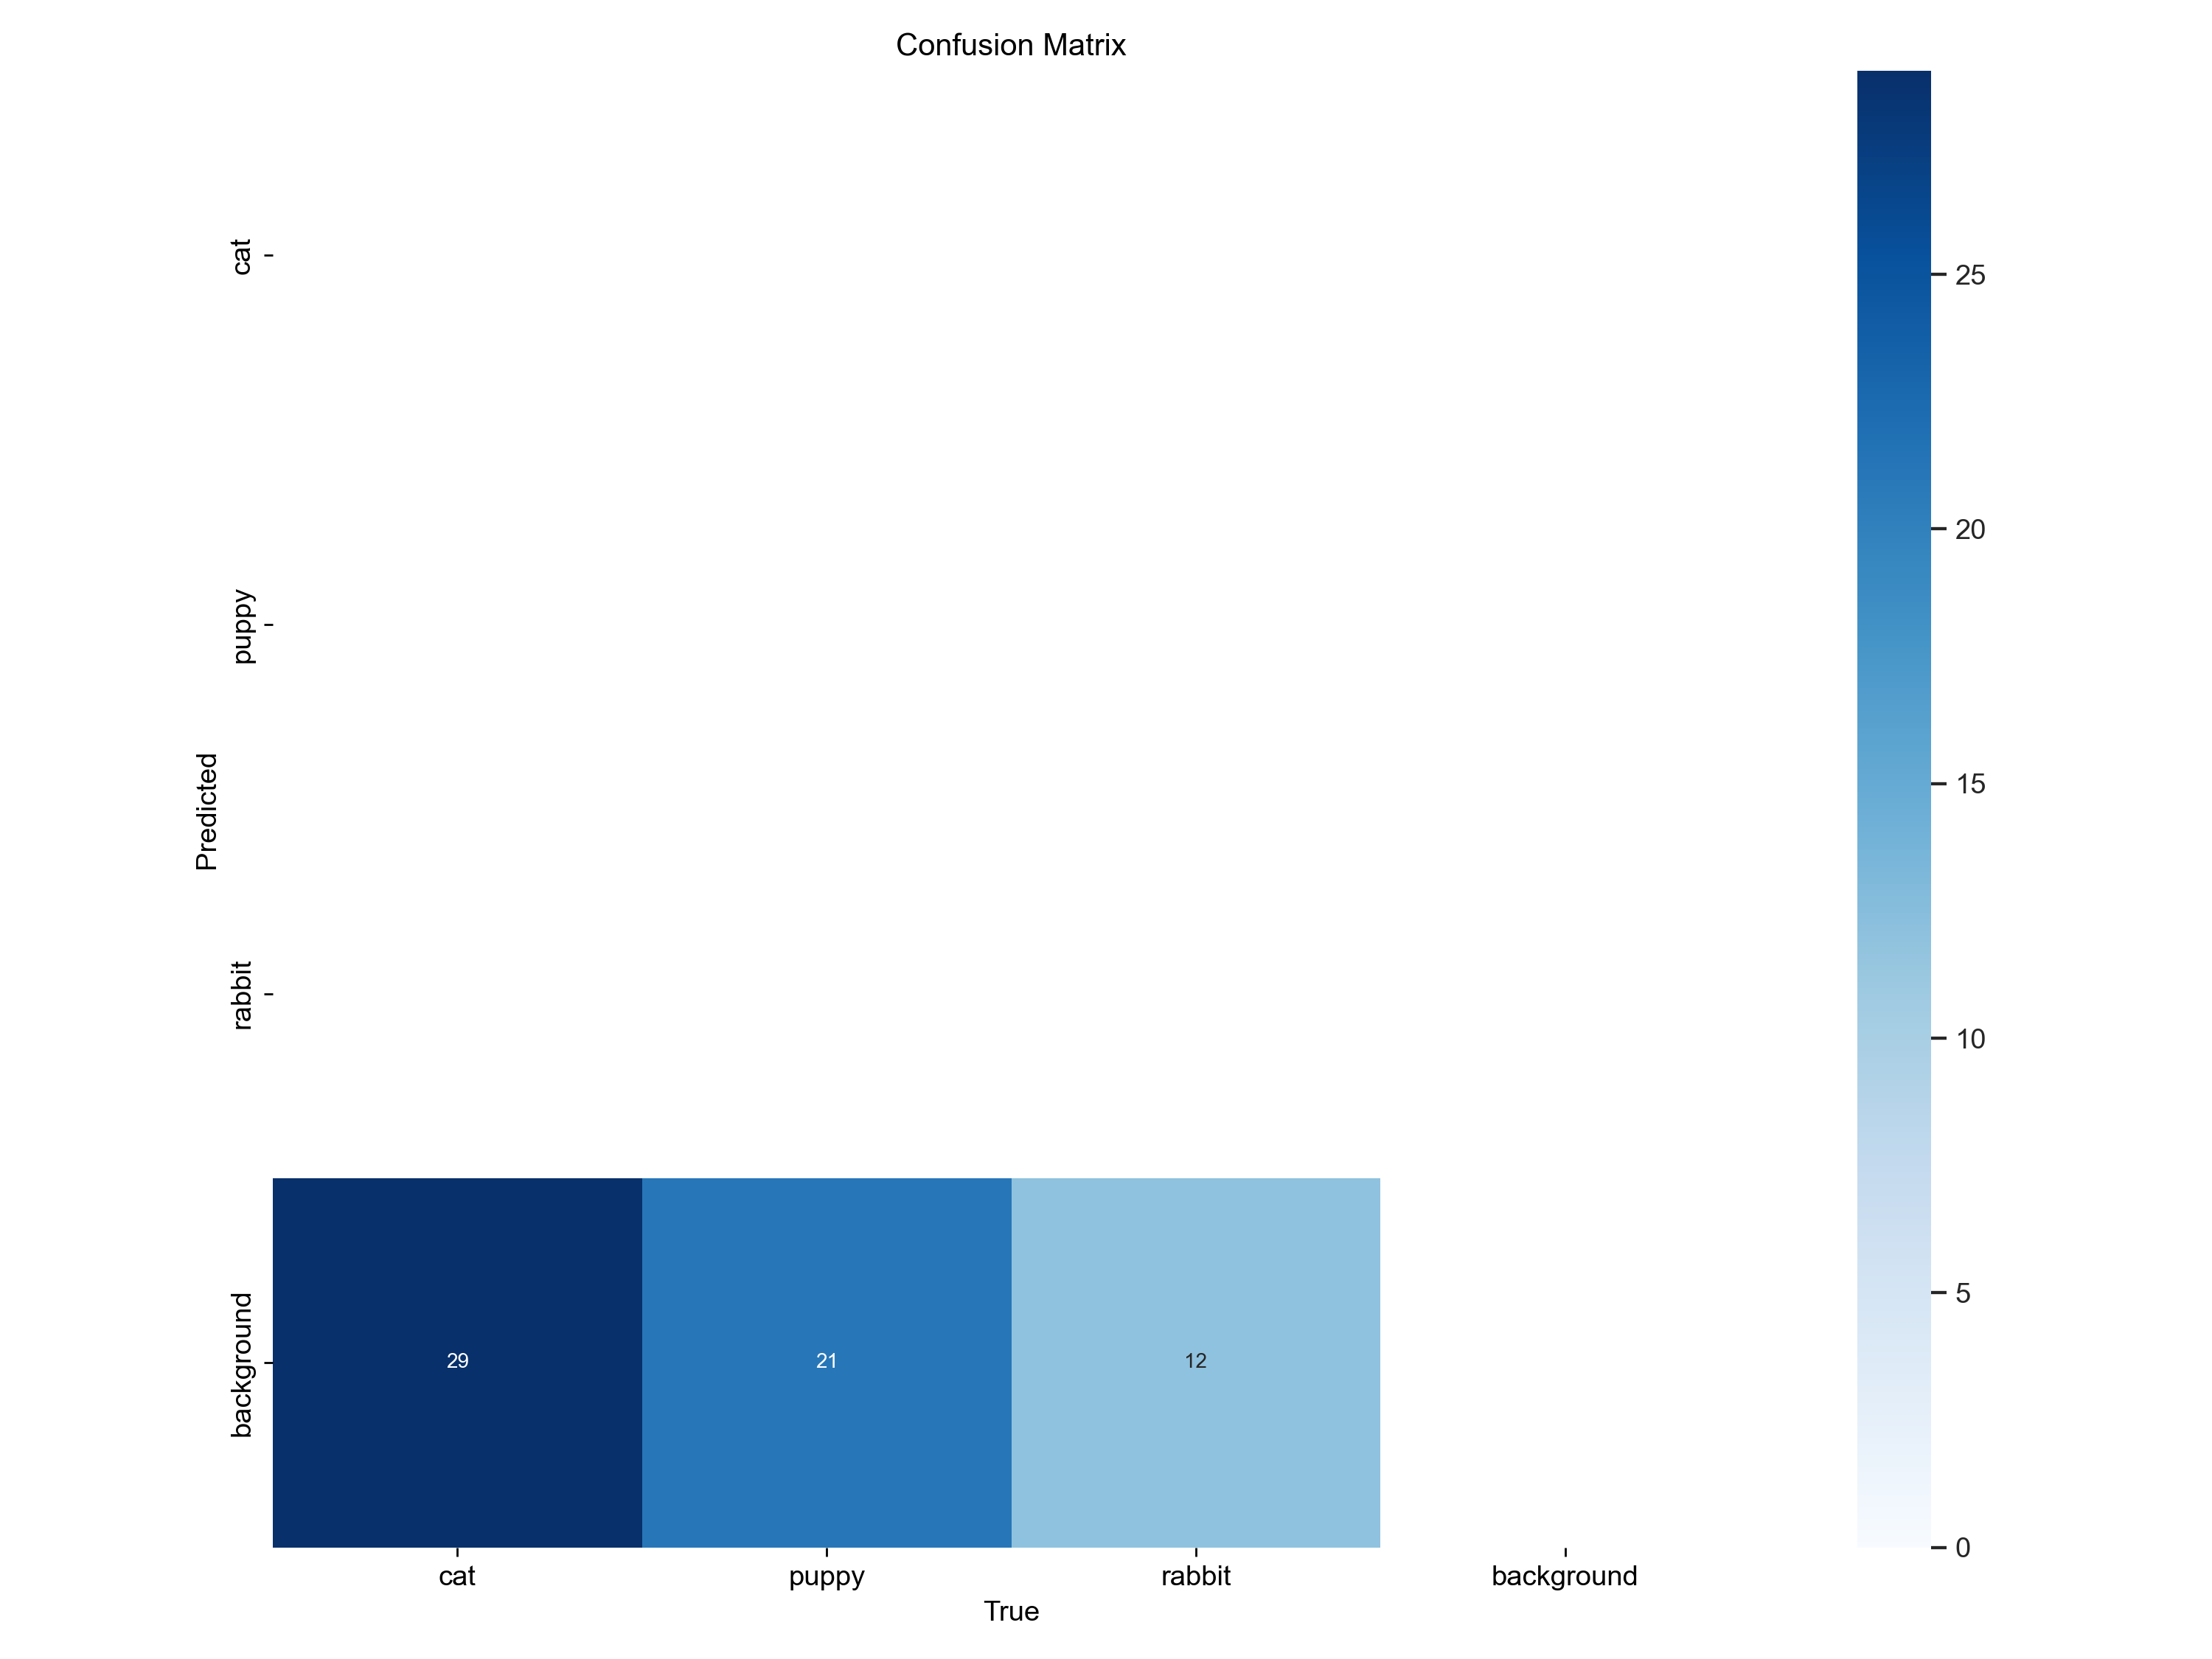 Confusion Matrix
cat
puppy
rabbit
background
Predicted
29
21
12
cat
puppy
rabbit
background
True
25
20
15
10
5
0